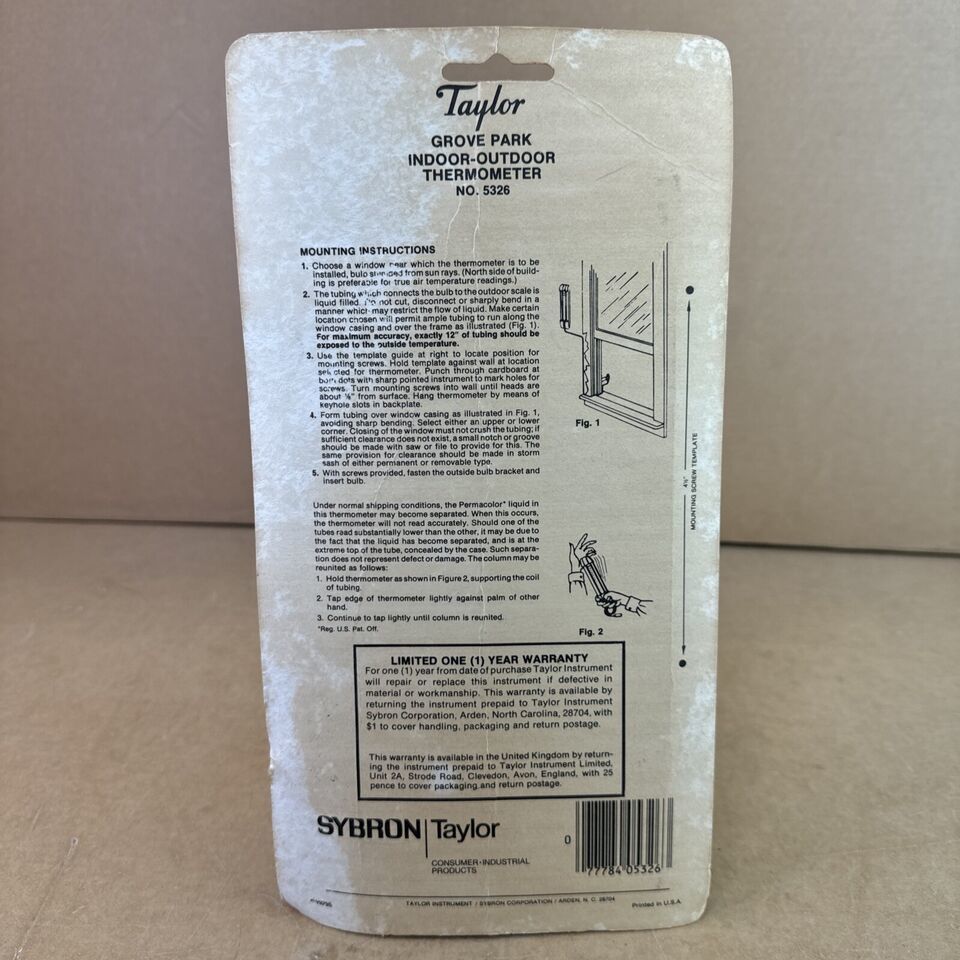 Taylor
GROVE PARK
INDOOR-OUTDOOR
THERMOMETER
NO. 5326
MOUNTING INSTRUCTIONS
1. Choose a window near which the thermometer is to be
installed, from sun rays. (North side of build-
ing is preferable for true air temperature readings.)
2. The tubing which connects the bulb to the outdoor scale is
liquid filled. Do not cut, disconnect or sharply bend in a
manner which may restrict the flow of liquid. Make certain
location chosen will permit ample tubing to run along the
window casing and over the frame as illustrated (Fig. 1).
For maximum accuracy, exactly 12" of tubing should be
exposed to the outside temperature.
3. Use the template guide at right to locate position for
mounting screws. Hold template against wall at location
selected for thermometer. Punch through cardboard at
both dots with sharp pointed instrument to mark holes for
screws. Turn mounting screws into wall until heads are
about ⅛" from surface. Hang thermometer by means of
keyhole slots in backplate.
4. Form tubing over window casing as illustrated in Fig. 1,
avoiding sharp bending. Select either an upper or lower
corner. Closing of the window must not crush the tubing; if
sufficient clearance does not exist, a small notch or groove
should be made with saw or file to provide for this. The
same provision for clearance should be made in storm
sash of either permanent or removable type.
5. With screws provided, fasten the outside bulb bracket and
insert bulb.
Fig. 1
4⅞"
MOUNTING SCREW TEMPLATE
Under normal shipping conditions, the Permacolor* liquid in
this thermometer may become separated. When this occurs,
the thermometer will not read accurately. Should one of the
tubes read substantially lower than the other, it may be due to
the fact that the liquid has become separated, and is at the
extreme top of the tube, concealed by the case. Such separa-
tion does not represent defect or damage. The column may be
reunited as follows:
1. Hold thermometer as shown in Figure 2, supporting the coil
of tubing.
2. Tap edge of thermometer lightly against palm of other
hand.
3. Continue to tap lightly until column is reunited.
*Reg. U.S. Pat. Off.
Fig. 2
LIMITED ONE (1) YEAR WARRANTY
For one (1) year from date of purchase Taylor Instrument
will repair or replace this instrument if defective in
material or workmanship. This warranty is available by
returning the instrument prepaid to Taylor Instrument
Sybron Corporation, Arden, North Carolina, 28704, with
$1 to cover handling, packaging and return postage.
This warranty is available in the United Kingdom by return-
ing the instrument prepaid to Taylor Instrument Limited,
Unit 2A, Strode Road, Clevedon, Avon, England, with 25
pence to cover packaging and return postage.
SYBRON | Taylor
CONSUMER•INDUSTRIAL
PRODUCTS
0 77784 05326
TAYLOR INSTRUMENT / SYBRON CORPORATION / ARDEN, N. C. 28704
Printed in U.S.A.